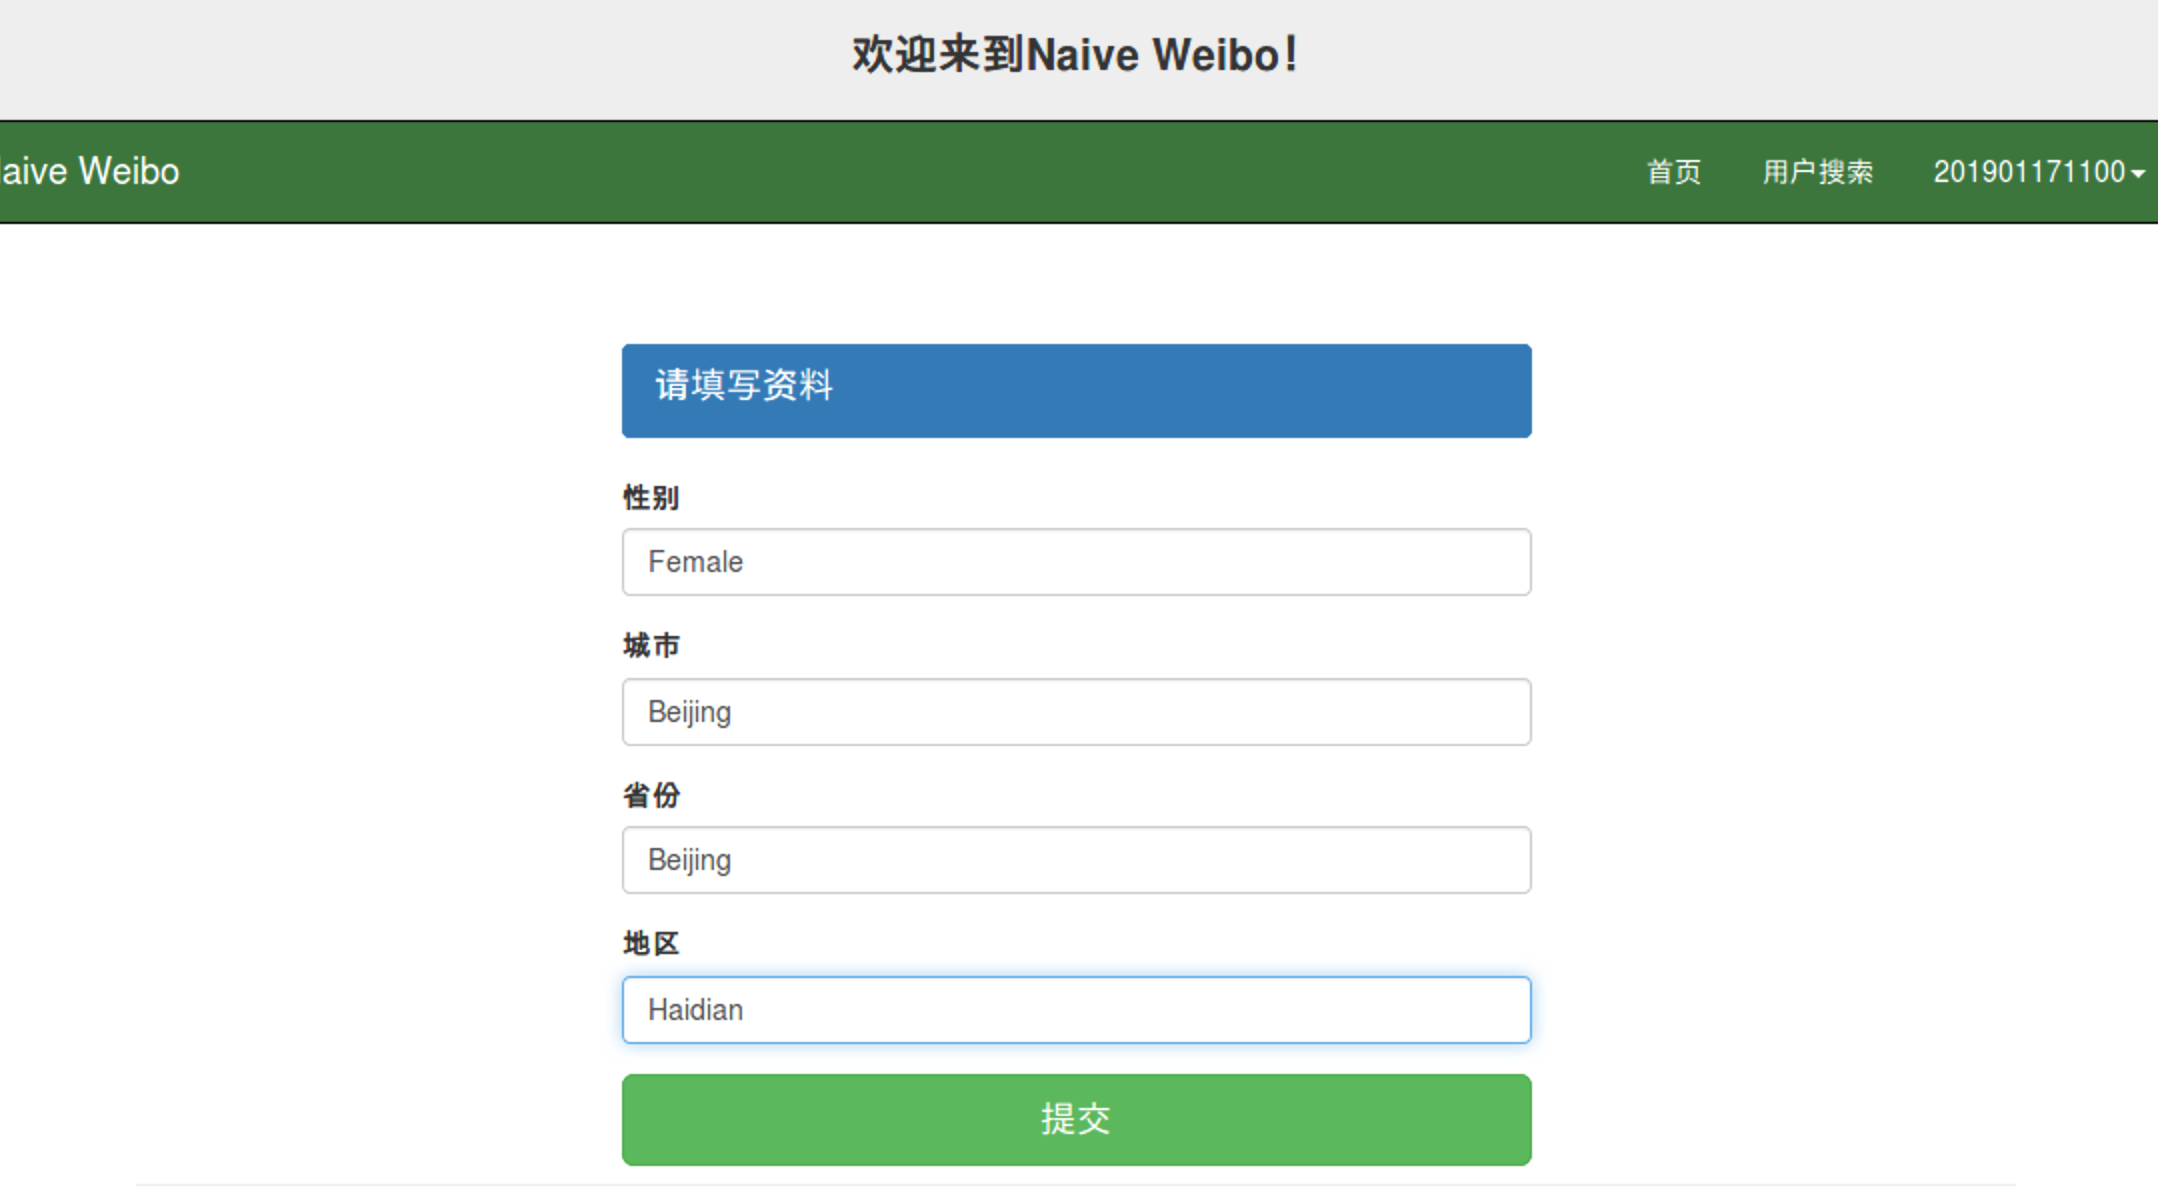 欢迎来到Naive Weibo!
aive Weibo
首页 用户搜索 201901171100
请填写资料
性别
Female
城市
Beijing
省份
Beijing
地区
Haidian
提交